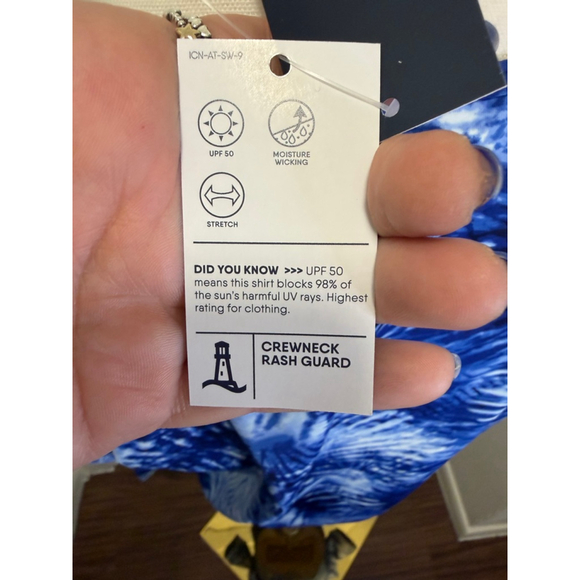 ICN-AT-SW-9
UPF 50
MOISTURE
WICKING
STRETCH
DID YOU KNOW >>> UPF 50
means this shirt blocks 98% of
the sun's harmful UV rays. Highest
rating for clothing.
CREWNECK
RASH GUARD